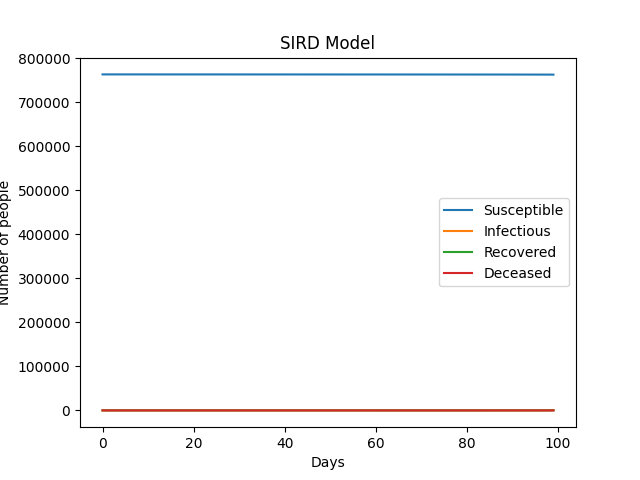 SIRD Model
800000
700000
600000
500000
400000
300000
200000
100000
0
Number of people
Susceptible
Infectious
Recovered
Deceased
0 20 40 60 80 100
Days